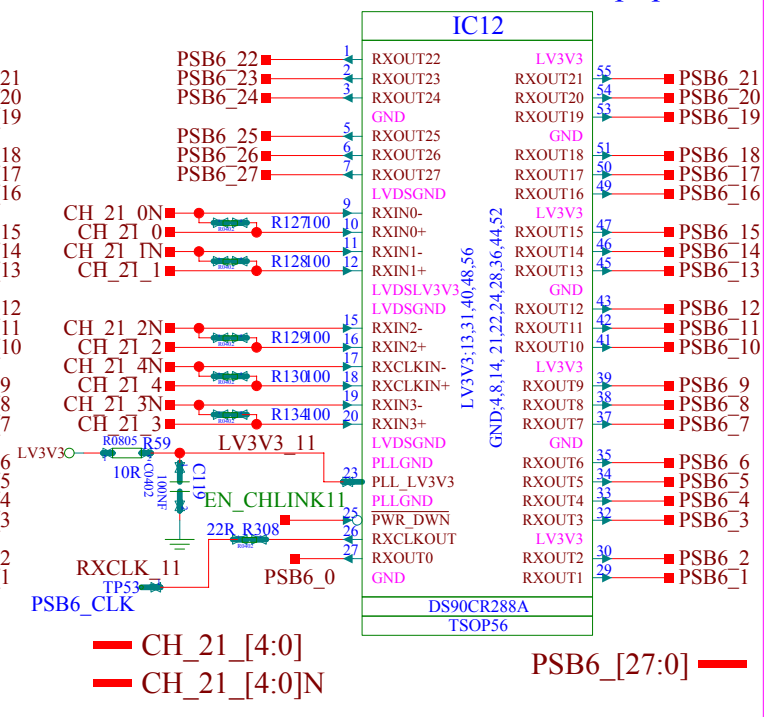 IC12
PSB6_22 1 RXOUT22 LV3V3
21 PSB6_23 2 RXOUT23 RXOUT21 55 PSB6_21
20 PSB6_24 3 RXOUT24 RXOUT20 54 PSB6_20
19 GND RXOUT19 53 PSB6_19
PSB6_25 5 RXOUT25 GND
18 PSB6_26 6 RXOUT26 RXOUT18 51 PSB6_18
17 PSB6_27 7 RXOUT27 RXOUT17 50 PSB6_17
16 LVDSGND RXOUT16 49 PSB6_16
CH_21_0N 9 RXIN0- LV3V3
15 CH_21_0 R0402 R127 100 10 RXIN0+ RXOUT15 47 PSB6_15
14 CH_21_1N 11 RXIN1- RXOUT14 46 PSB6_14
13 CH_21_1 R0402 R128 100 12 RXIN1+ RXOUT13 45 PSB6_13
LVDSLV3V3 GND
12 LVDSGND RXOUT12 43 PSB6_12
11 CH_21_2N 15 RXIN2- RXOUT11 42 PSB6_11
10 CH_21_2 R0402 R129 100 16 RXIN2+ RXOUT10 41 PSB6_10
CH_21_4N 17 RXCLKIN- LV3V3
9 CH_21_4 R0402 R130 100 18 RXCLKIN+ RXOUT9 39 PSB6_9
8 CH_21_3N 19 RXIN3- RXOUT8 38 PSB6_8
7 CH_21_3 R0402 R134 100 20 RXIN3+ RXOUT7 37 PSB6_7
LV3V3;13,31,40,48,56
GND;4,8,14, 21,22,24,28,36,44,52
LV3V3 R0805 R59 LV3V3_11 LVDSGND GND
6 10R PLLGND RXOUT6 35 PSB6_6
5 C0402 100NF C119 23 PLL_LV3V3 RXOUT5 34 PSB6_5
4 EN_CHLINK11 PLLGND RXOUT4 33 PSB6_4
3 25 PWR_DWN RXOUT3 32 PSB6_3
22R R308 R0402 26 RXCLKOUT LV3V3
2 27 RXOUT0 RXOUT2 30 PSB6_2
1 RXCLK_11 PSB6_0 GND RXOUT1 29 PSB6_1
TP53
PSB6_CLK
DS90CR288A
TSOP56
CH_21_[4:0]
CH_21_[4:0]N
PSB6_[27:0]